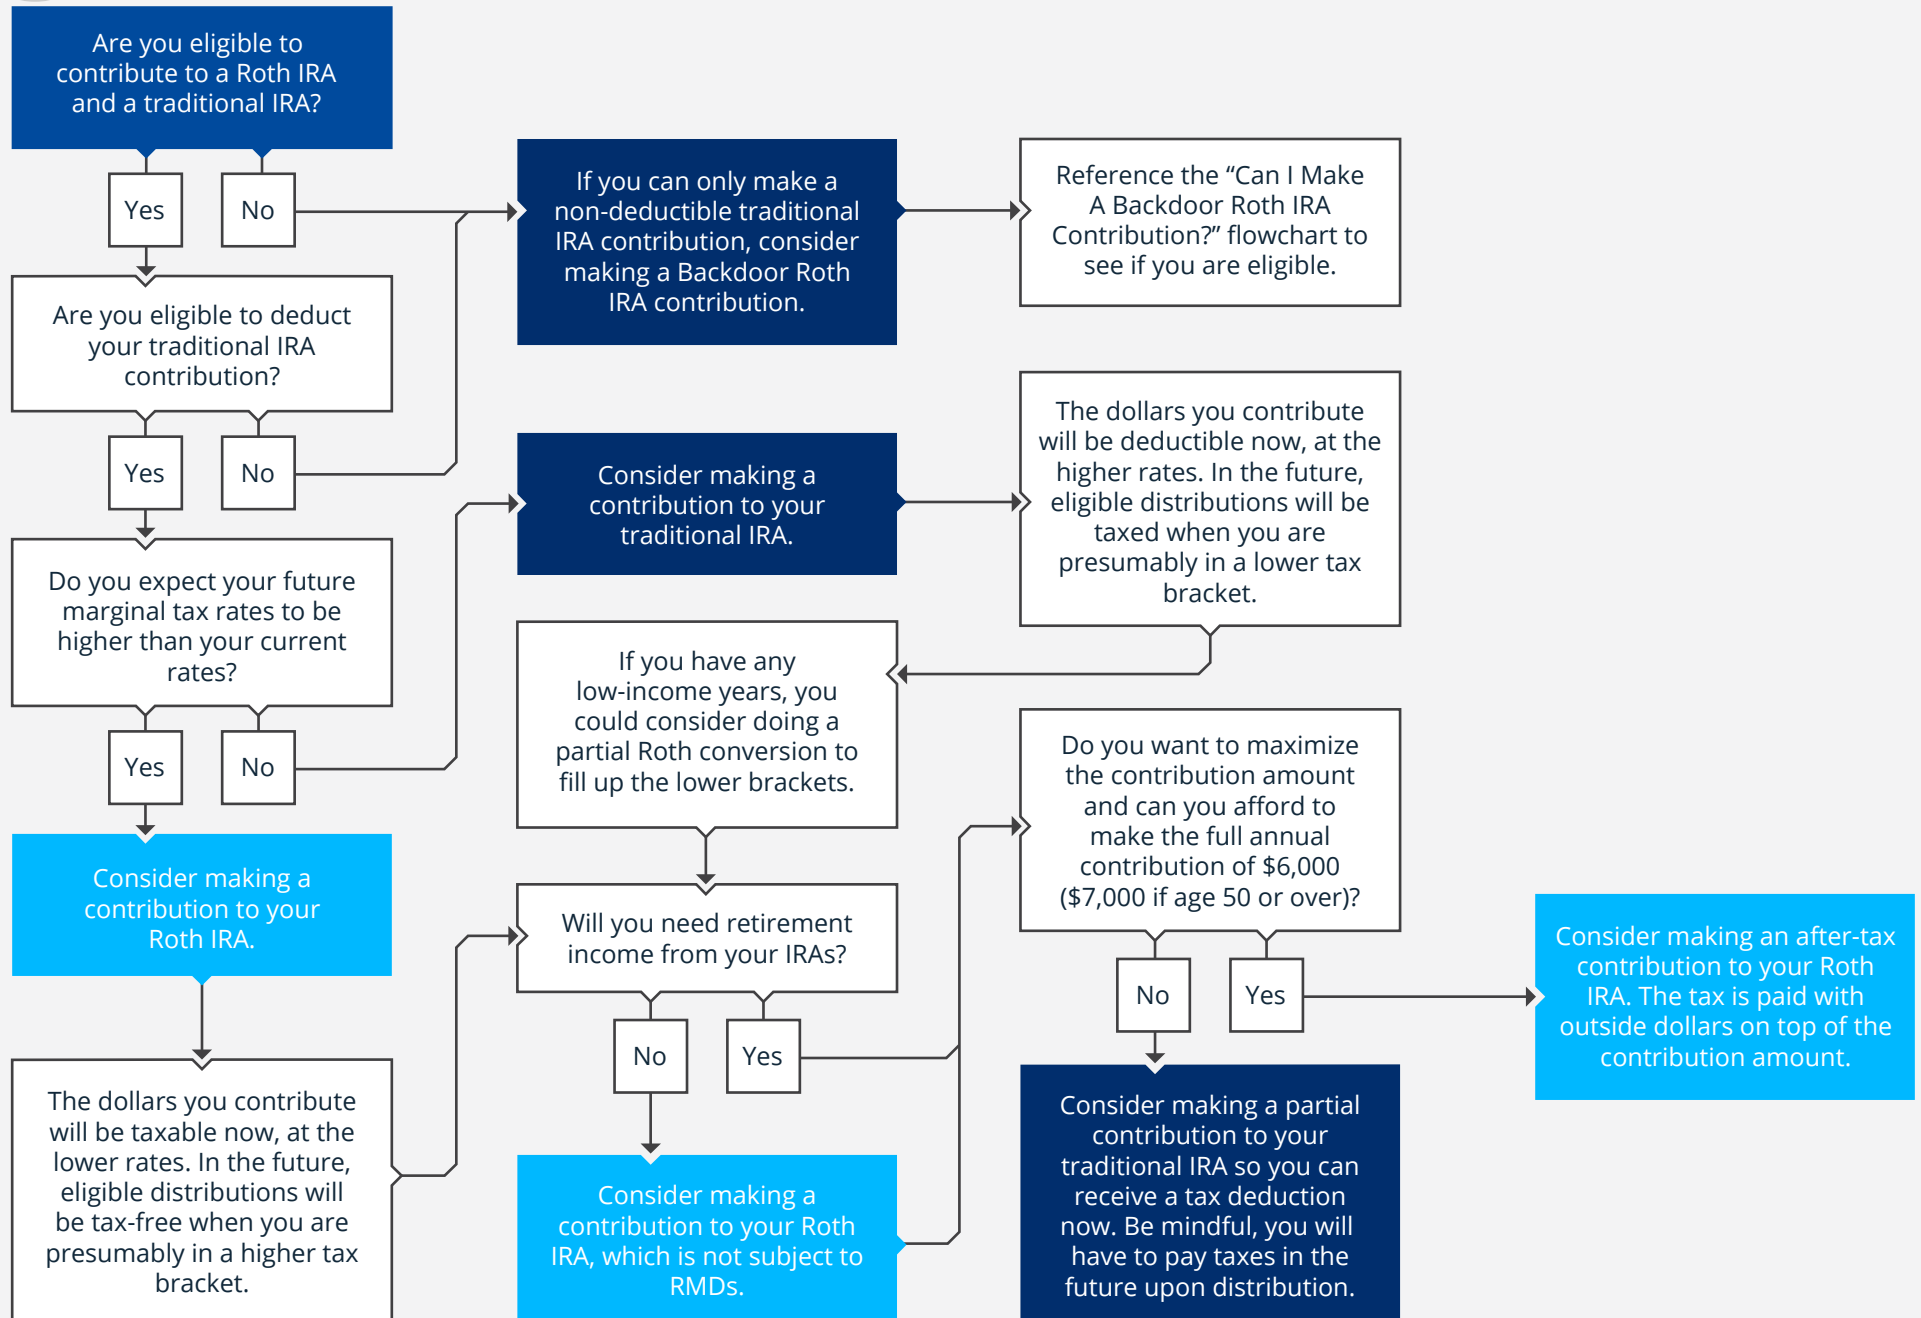 Are you eligible to
contribute to a Roth IRA
and a traditional IRA?
Yes
No
If you can only make a
non-deductible traditional
IRA contribution, consider
making a Backdoor Roth
IRA contribution.
Reference the “Can I Make
A Backdoor Roth IRA
Contribution?” flowchart to
see if you are eligible.
Are you eligible to deduct
your traditional IRA
contribution?
Yes
No
Consider making a
contribution to your
traditional IRA.
The dollars you contribute
will be deductible now, at the
higher rates. In the future,
eligible distributions will be
taxed when you are
presumably in a lower tax
bracket.
Do you expect your future
marginal tax rates to be
higher than your current
rates?
Yes
No
If you have any
low-income years, you
could consider doing a
partial Roth conversion to
fill up the lower brackets.
Do you want to maximize
the contribution amount
and can you afford to
make the full annual
contribution of $6,000
($7,000 if age 50 or over)?
Consider making a
contribution to your
Roth IRA.
Will you need retirement
income from your IRAs?
No
Yes
No
Yes
Consider making an after-tax
contribution to your Roth
IRA. The tax is paid with
outside dollars on top of the
contribution amount.
The dollars you contribute
will be taxable now, at the
lower rates. In the future,
eligible distributions will
be tax-free when you are
presumably in a higher tax
bracket.
Consider making a
contribution to your Roth
IRA, which is not subject to
RMDs.
Consider making a partial
contribution to your
traditional IRA so you can
receive a tax deduction
now. Be mindful, you will
have to pay taxes in the
future upon distribution.